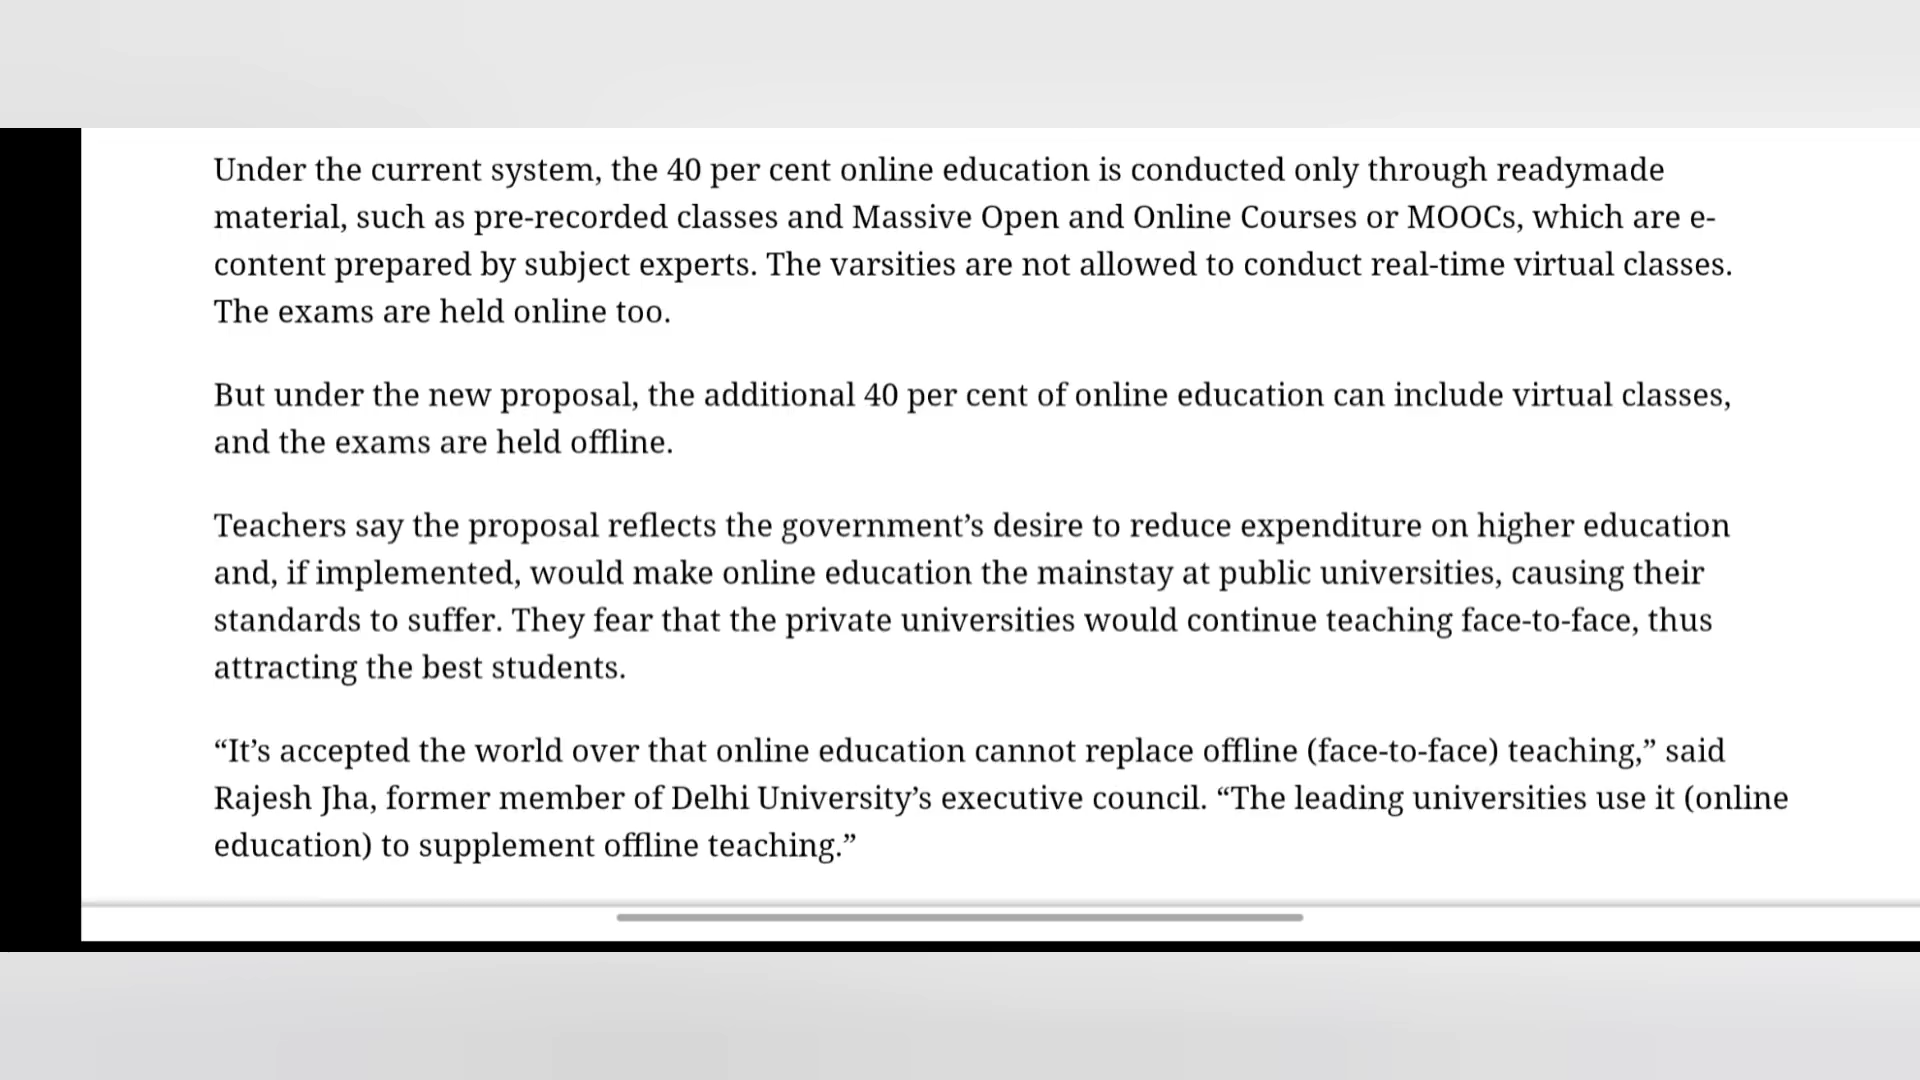 Under the current system, the 40 per cent online education is conducted only through readymade
material, such as pre-recorded classes and Massive Open and Online Courses or MOOCs, which are e-
content prepared by subject experts. The varsities are not allowed to conduct real-time virtual classes.
The exams are held online too.
But under the new proposal, the additional 40 per cent of online education can include virtual classes,
and the exams are held offline.
Teachers say the proposal reflects the government’s desire to reduce expenditure on higher education
and, if implemented, would make online education the mainstay at public universities, causing their
standards to suffer. They fear that the private universities would continue teaching face-to-face, thus
attracting the best students.
“It’s accepted the world over that online education cannot replace offline (face-to-face) teaching,” said
Rajesh Jha, former member of Delhi University’s executive council. “The leading universities use it (online
education) to supplement offline teaching.”